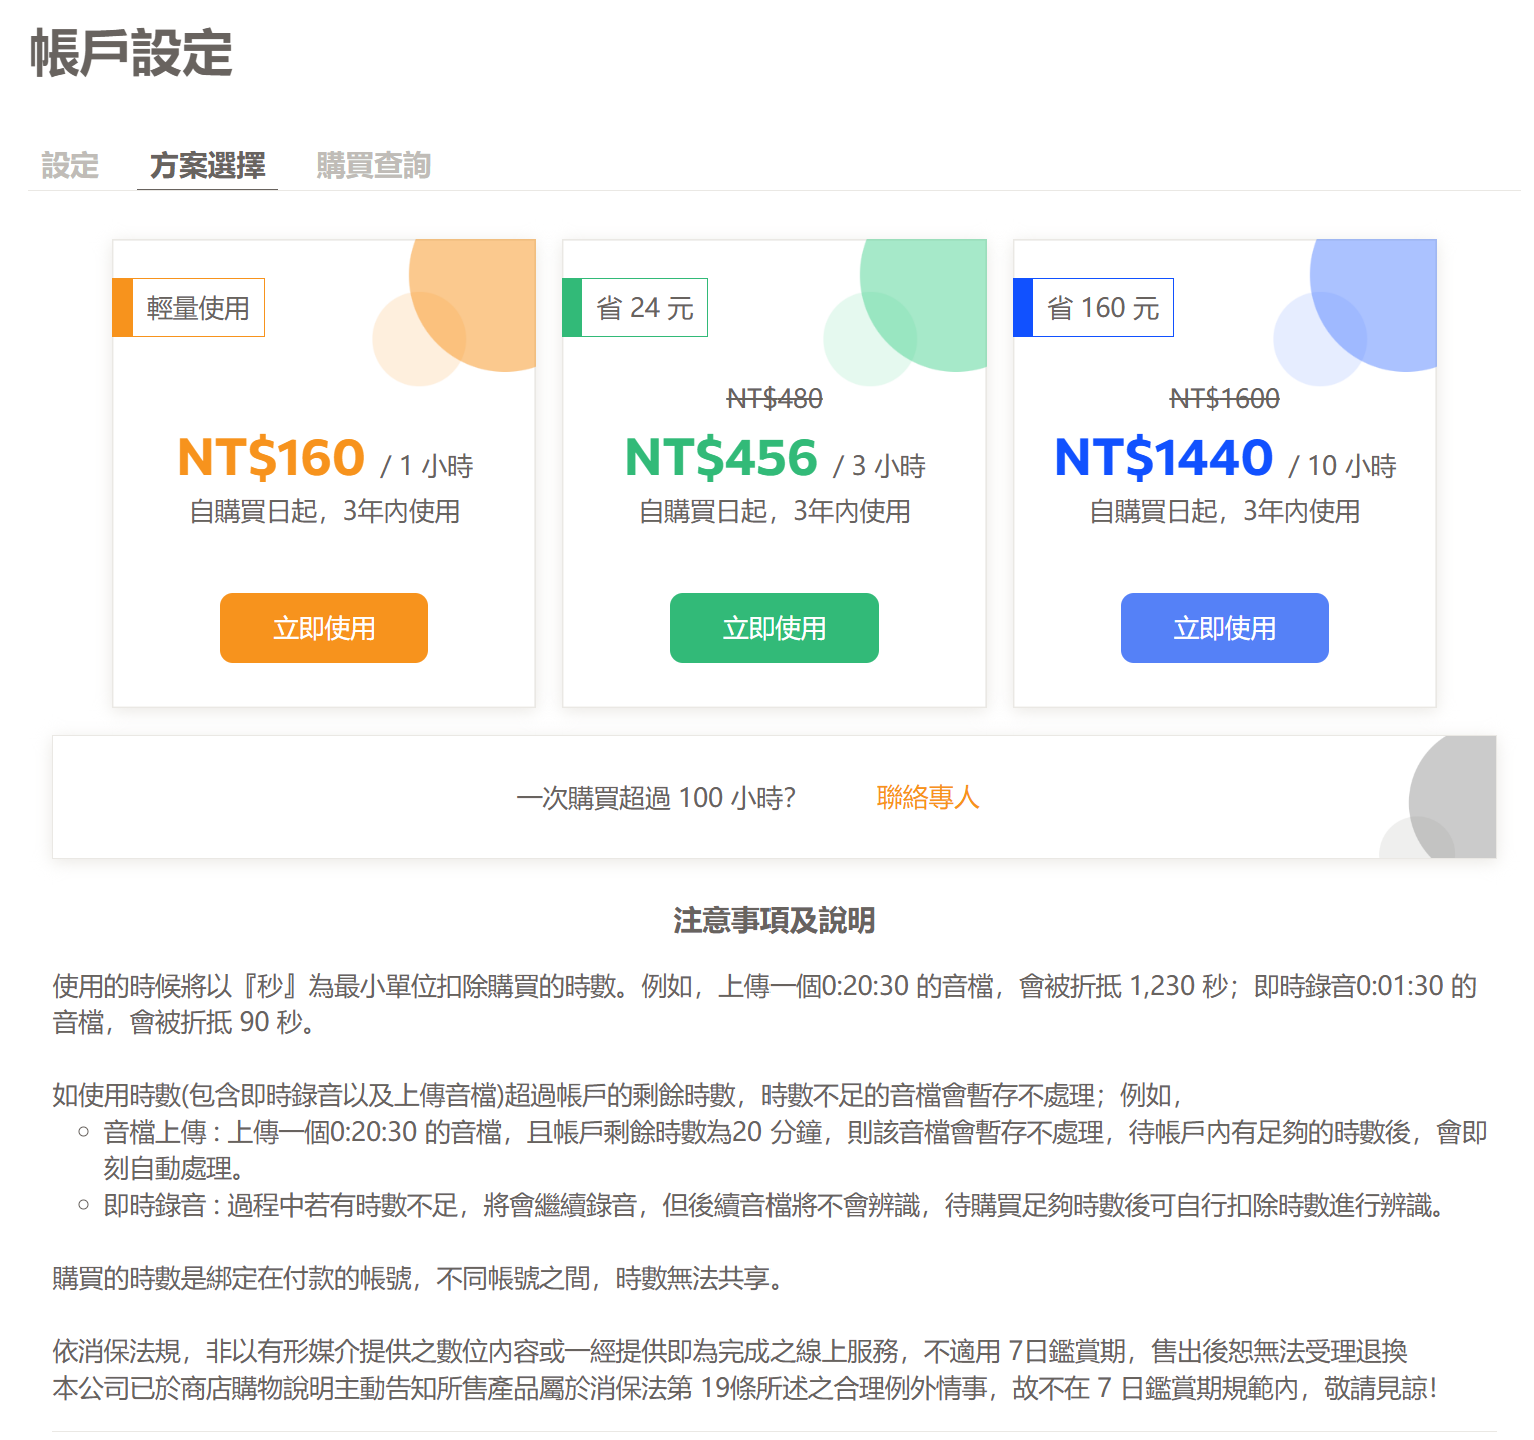 帳戶設定
設定 方案選擇 購買查詢
輕量使用
NT$160 / 1 小時
自購買日起，3年內使用
立即使用
省 24 元
NT$480
NT$456 / 3 小時
自購買日起，3年內使用
立即使用
省 160 元
NT$1600
NT$1440 / 10 小時
自購買日起，3年內使用
立即使用
一次購買超過 100 小時？ 聯絡專人
注意事項及說明
使用的時候將以『秒』為最小單位扣除購買的時數。例如，上傳一個0:20:30 的音檔，會被折抵 1,230 秒；即時錄音0:01:30 的
音檔，會被折抵 90 秒。
如使用時數(包含即時錄音以及上傳音檔)超過帳戶的剩餘時數，時數不足的音檔會暫存不處理；例如，
音檔上傳 : 上傳一個0:20:30 的音檔，且帳戶剩餘時數為20 分鐘，則該音檔會暫存不處理，待帳戶內有足夠的時數後，會即
刻自動處理。
即時錄音 : 過程中若有時數不足，將會繼續錄音，但後續音檔將不會辨識，待購買足夠時數後可自行扣除時數進行辨識。
購買的時數是綁定在付款的帳號，不同帳號之間，時數無法共享。
依消保法規，非以有形媒介提供之數位內容或一經提供即為完成之線上服務，不適用 7日鑑賞期，售出後恕無法受理退換
本公司已於商店購物說明主動告知所售產品屬於消保法第 19條所述之合理例外情事，故不在 7 日鑑賞期規範內，敬請見諒！